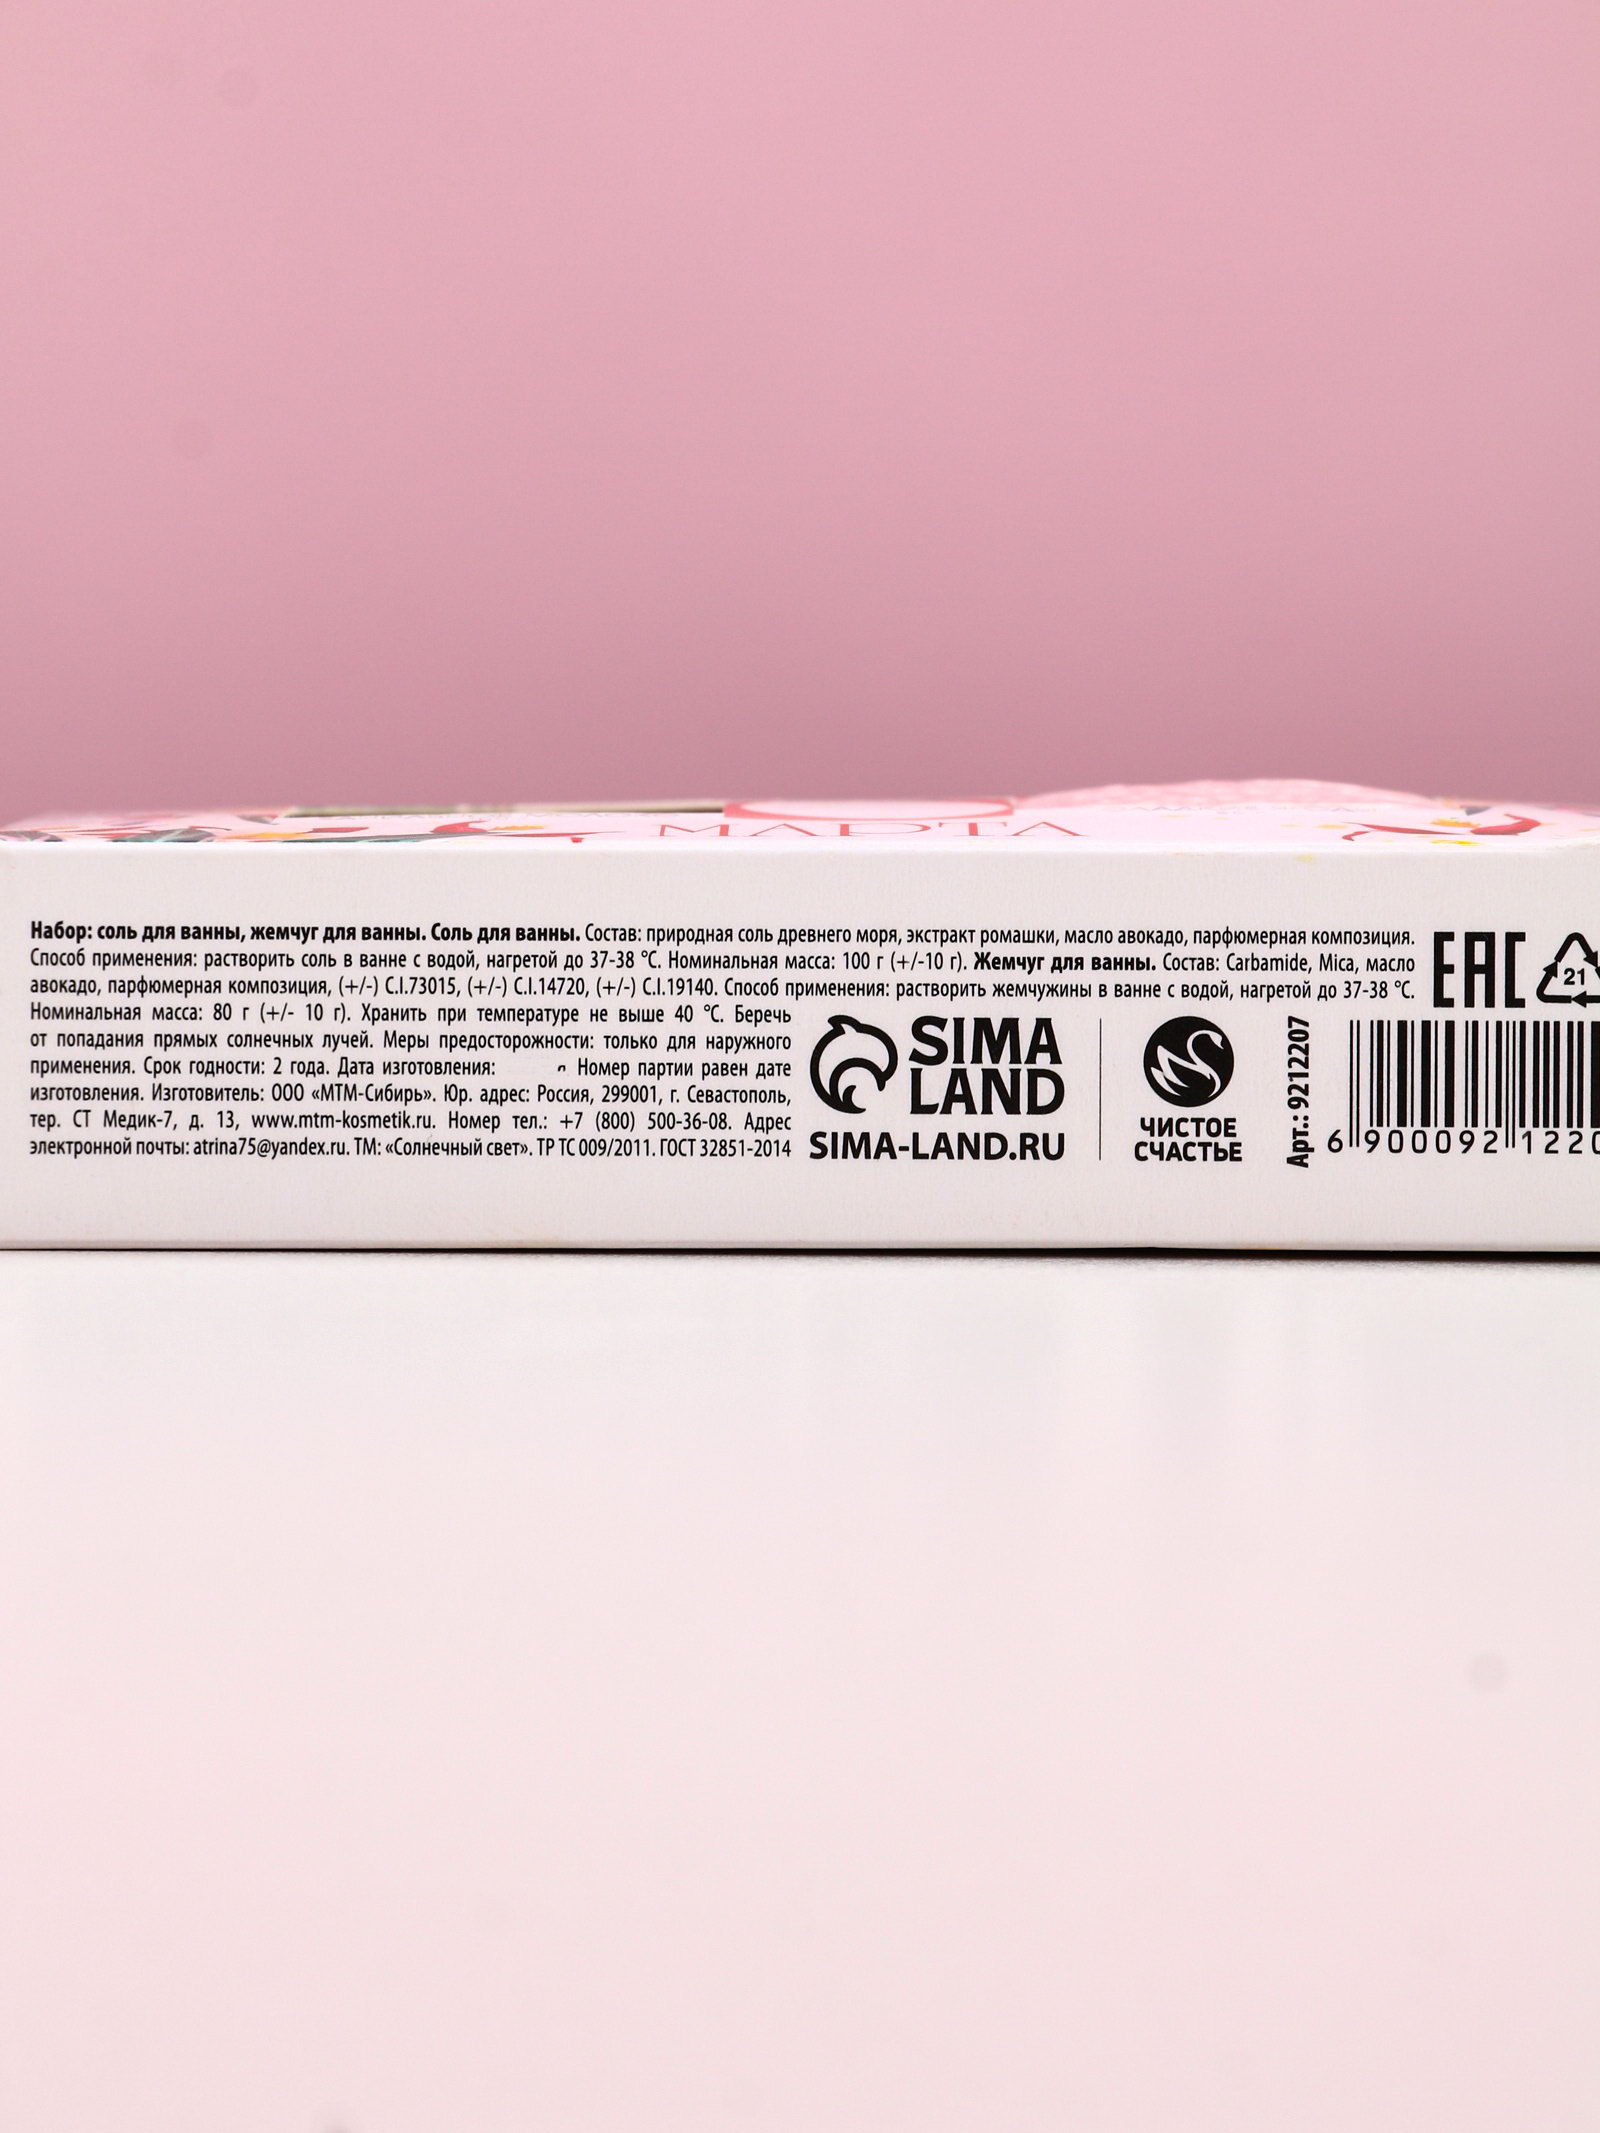 МАРТА
Набор: соль для ванны, жемчуг для ванны. Соль для ванны. Состав: природная соль древнего моря, экстракт ромашки, масло авокадо, парфюмерная композиция.
Способ применения: растворить соль в ванне с водой, нагретой до 37-38 °С. Номинальная масса: 100 г (+/-10 г). Жемчуг для ванны. Состав: Carbamide, Mica, масло
авокадо, парфюмерная композиция, (+/-) C.I.73015, (+/-) C.I.14720, (+/-) C.I.19140. Способ применения: растворить жемчужины в ванне с водой, нагретой до 37-38 °С.
Номинальная масса: 80 г (+/- 10 г). Хранить при температуре не выше 40 °С. Беречь
от попадания прямых солнечных лучей. Меры предосторожности: только для наружного
применения. Срок годности: 2 года. Дата изготовления: Номер партии равен дате
изготовления. Изготовитель: ООО «МТМ-Сибирь». Юр. адрес: Россия, 299001, г. Севастополь,
тер. СТ Медик-7, д. 13, www.mtm-kosmetik.ru. Номер тел.: +7 (800) 500-36-08. Адрес
электронной почты: atrina75@yandex.ru. ТМ: «Солнечный свет». ТР ТС 009/2011. ГОСТ 32851-2014
SIMA
LAND
SIMA-LAND.RU
ЧИСТОЕ
СЧАСТЬЕ
EAC
21
Арт.: 9212207
6 900092 1220